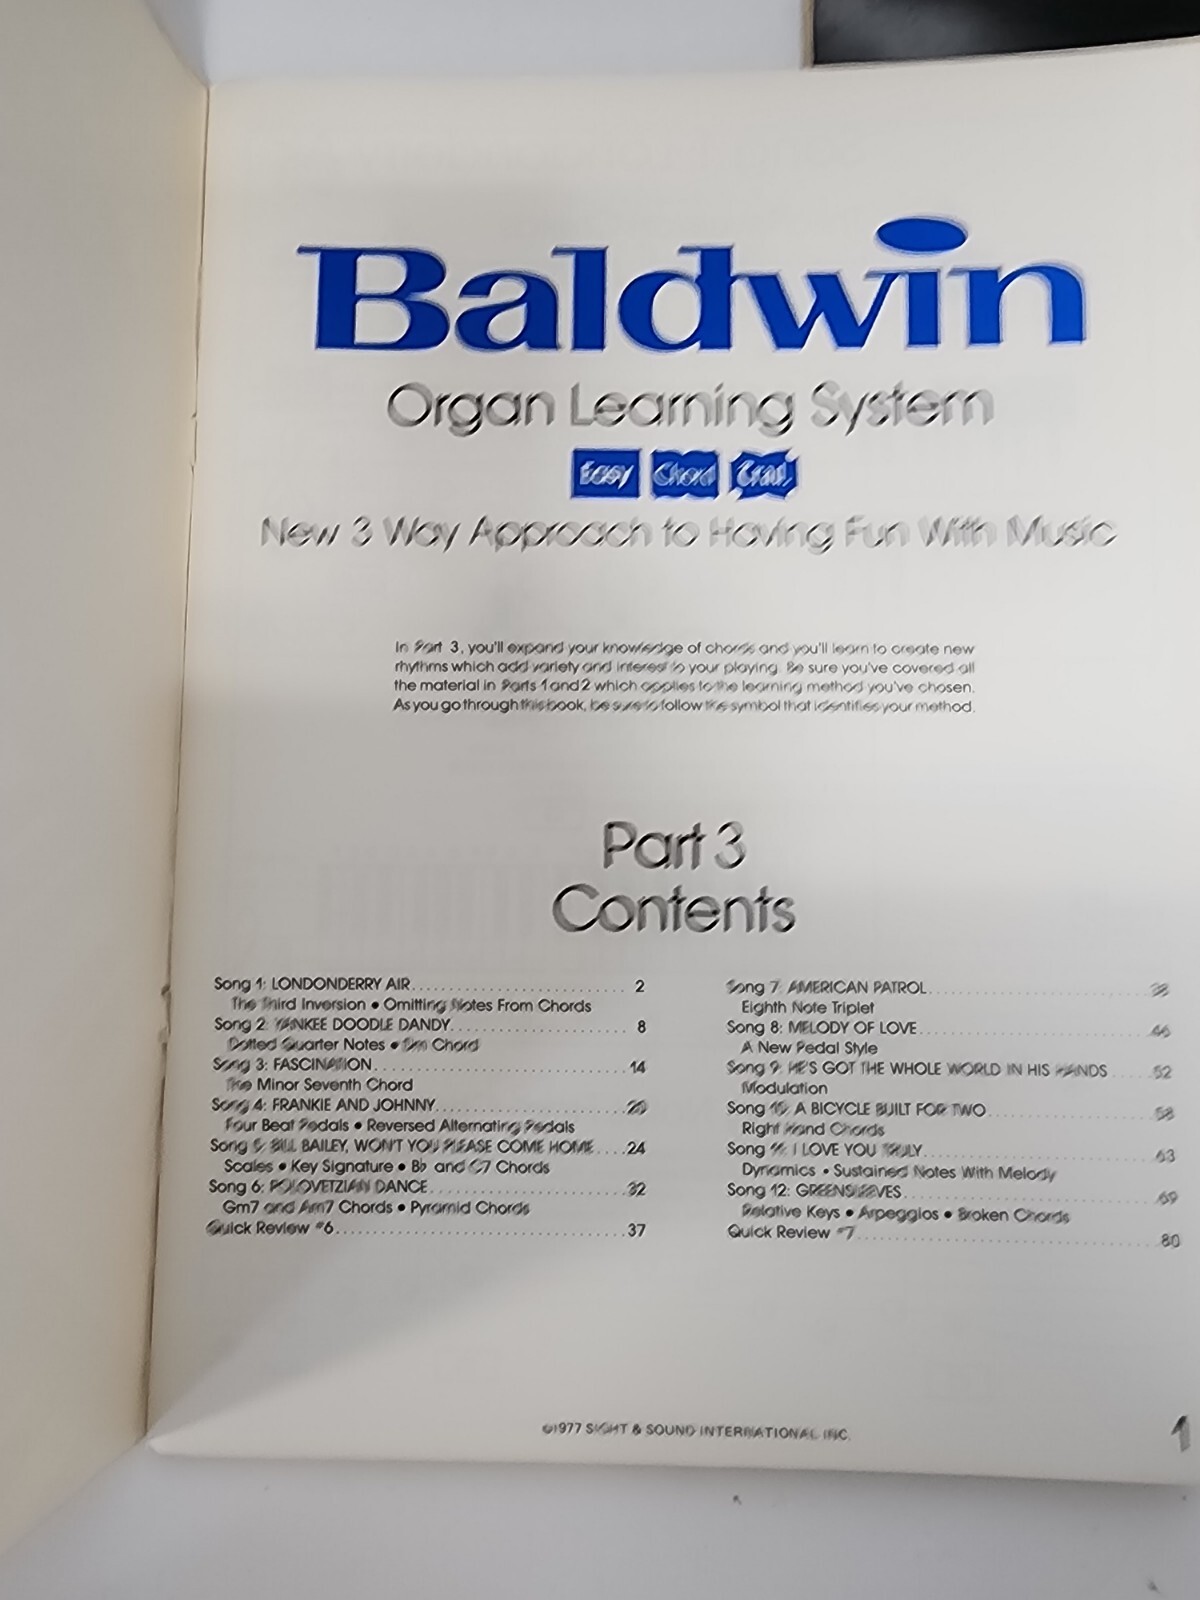 Baldwin
Organ Learning System
Easy Chord
New 3 Way Approach to Having Fun With Music
In Part 3, you'll expand your knowledge of chords and you'll learn to create new
rhythms which add variety and interest to your playing. Be sure you've covered all
the material in Parts 1 and 2 which applies to the learning method you've chosen.
As you go through this book, be sure to follow the symbol that identifies your method.
Part 3
Contents
Song 1: LONDONDERRY AIR 2
The Third Inversion • Omitting Notes From Chords
Song 2: YANKEE DOODLE DANDY 8
Dotted Quarter Notes • Dm Chord
Song 3: FASCINATION 14
The Minor Seventh Chord
Song 4: FRANKIE AND JOHNNY 20
Four Beat Pedals • Reversed Alternating Pedals
Song 5: BILL BAILEY, WON'T YOU PLEASE COME HOME 24
Scales • Key Signature • B♭ and C7 Chords
Song 6: POLOVETZIAN DANCE 32
Gm7 and Am7 Chords • Pyramid Chords
Quick Review #6 37
Song 7: AMERICAN PATROL 38
Eighth Note Triplet
Song 8: MELODY OF LOVE 46
A New Pedal Style
Song 9: HE'S GOT THE WHOLE WORLD IN HIS HANDS 52
Modulation
Song 10: A BICYCLE BUILT FOR TWO 58
Right Hand Chords
Song 11: I LOVE YOU TRULY 63
Dynamics • Sustained Notes With Melody
Song 12: GREENSLEEVES 69
Relative Keys • Arpeggios • Broken Chords
Quick Review #7 80
©1977 SIGHT & SOUND INTERNATIONAL INC.
1